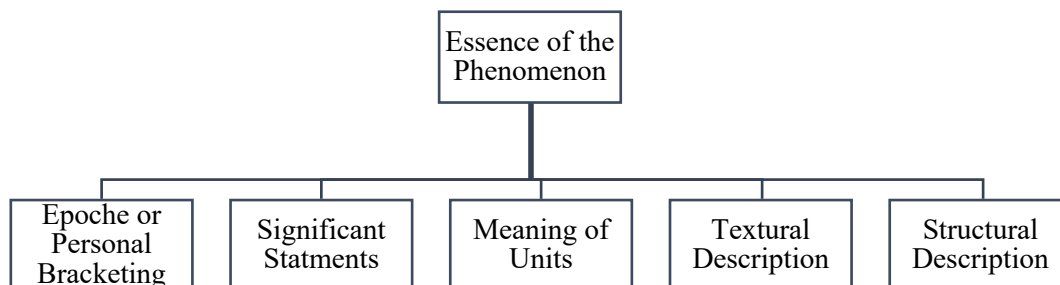 Essence of the
Phenomenon
Epoche or
Personal
Bracketing
Significant
Statments
Meaning of
Units
Textural
Description
Structural
Description